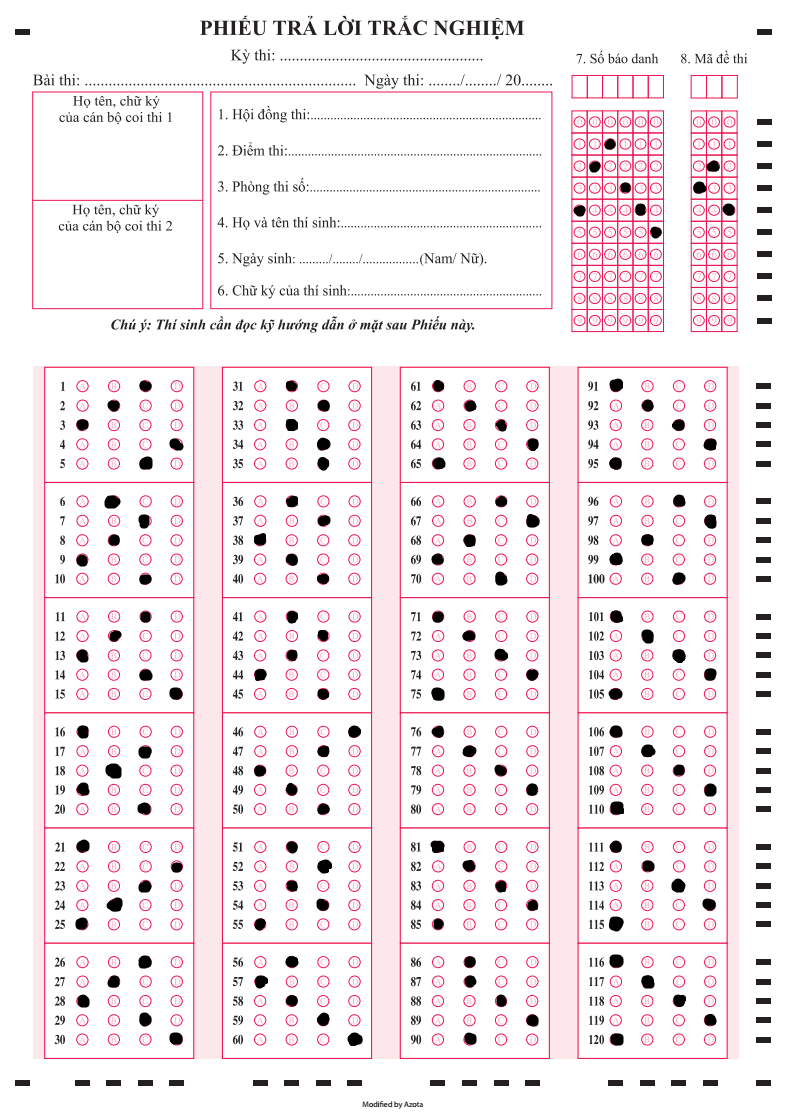 PHIẾU TRẢ LỜI TRẮC NGHIỆM
Kỳ thi: ...................................................
Bài thi: .................................................................... Ngày thi: ......../......../ 20........
7. Số báo danh
8. Mã đề thi
Họ tên, chữ ký
của cán bộ coi thi 1
Họ tên, chữ ký
của cán bộ coi thi 2
1. Hội đồng thi:....................................................................
2. Điểm thi:...........................................................................
3. Phòng thi số:....................................................................
4. Họ và tên thí sinh:...........................................................
5. Ngày sinh: ........./......../.................(Nam/ Nữ).
6. Chữ ký của thí sinh:........................................................
Chú ý: Thí sinh cần đọc kỹ hướng dẫn ở mặt sau Phiếu này.
1 31 61 91
2 32 62 92
3 33 63 93
4 34 64 94
5 35 65 95
6 36 66 96
7 37 67 97
8 38 68 98
9 39 69 99
10 40 70 100
11 41 71 101
12 42 72 102
13 43 73 103
14 44 74 104
15 45 75 105
16 46 76 106
17 47 77 107
18 48 78 108
19 49 79 109
20 50 80 110
21 51 81 111
22 52 82 112
23 53 83 113
24 54 84 114
25 55 85 115
26 56 86 116
27 57 87 117
28 58 88 118
29 59 89 119
30 60 90 120
Modified by Azota